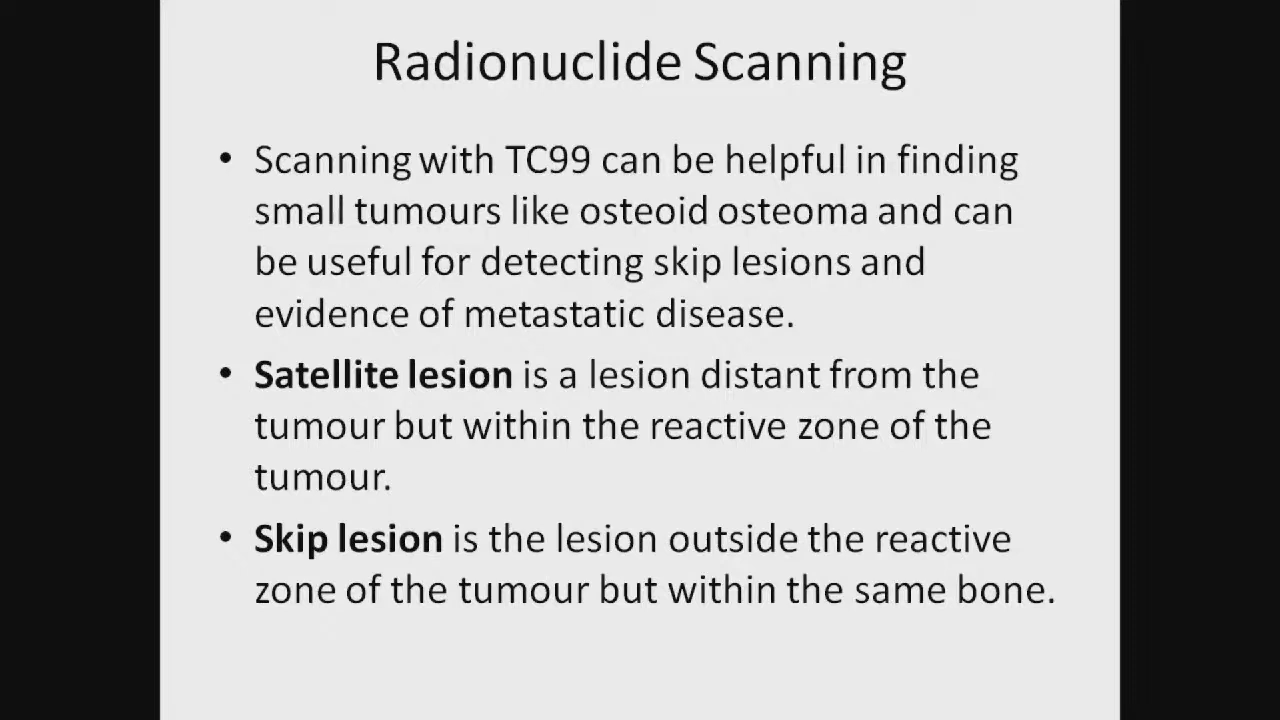 Radionuclide Scanning
• Scanning with TC99 can be helpful in finding
small tumours like osteoid osteoma and can
be useful for detecting skip lesions and
evidence of metastatic disease.
• Satellite lesion is a lesion distant from the
tumour but within the reactive zone of the
tumour.
• Skip lesion is the lesion outside the reactive
zone of the tumour but within the same bone.